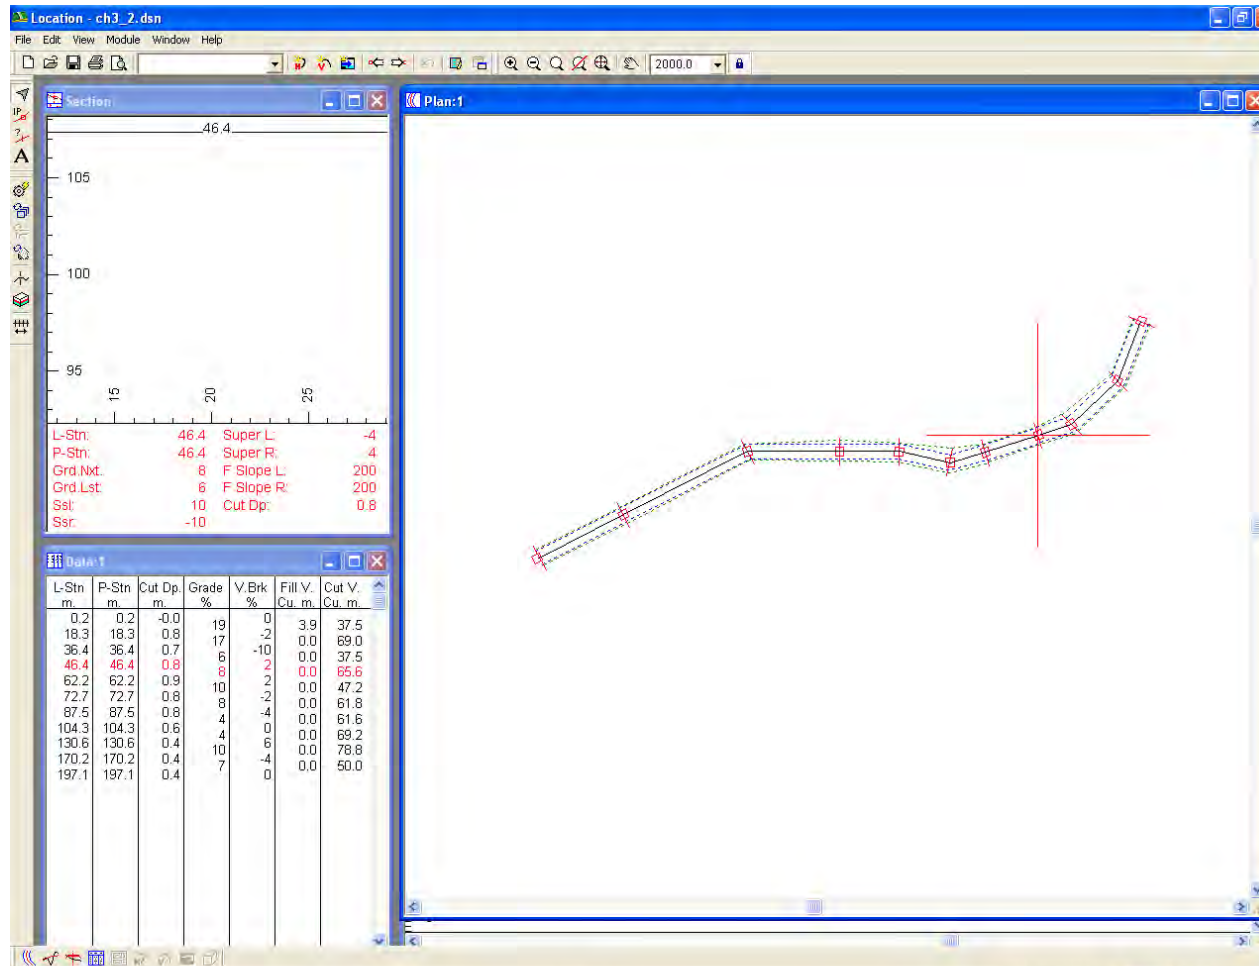 Location - ch3_2.dsn
File Edit View Module Window Help
2000.0
Section
46.4
105
100
95
15 20 25
L-Stn: 46.4 Super L: -4
P-Stn: 46.4 Super R: 4
Grd.Nxt. 8 F Slope L: 200
Grd.Lst: 6 F Slope R: 200
Ssl: 10 Cut Dp: 0.8
Ssr: -10
Data:1
L-Stn P-Stn Cut Dp. Grade V.Brk Fill V. Cut V.
m. m. m. % % Cu. m. Cu. m.
0.2 0.2 -0.0 0
19 3.9 37.5
18.3 18.3 0.8 -2
17 0.0 69.0
36.4 36.4 0.7 -10
6 0.0 37.5
46.4 46.4 0.8 2
8 0.0 65.6
62.2 62.2 0.9 2
10 0.0 47.2
72.7 72.7 0.8 -2
8 0.0 61.8
87.5 87.5 0.8 -4
4 0.0 61.6
104.3 104.3 0.6 0
4 0.0 69.2
130.6 130.6 0.4 6
10 0.0 78.8
170.2 170.2 0.4 -4
7 0.0 50.0
197.1 197.1 0.4 0
Plan:1
IP
?
A